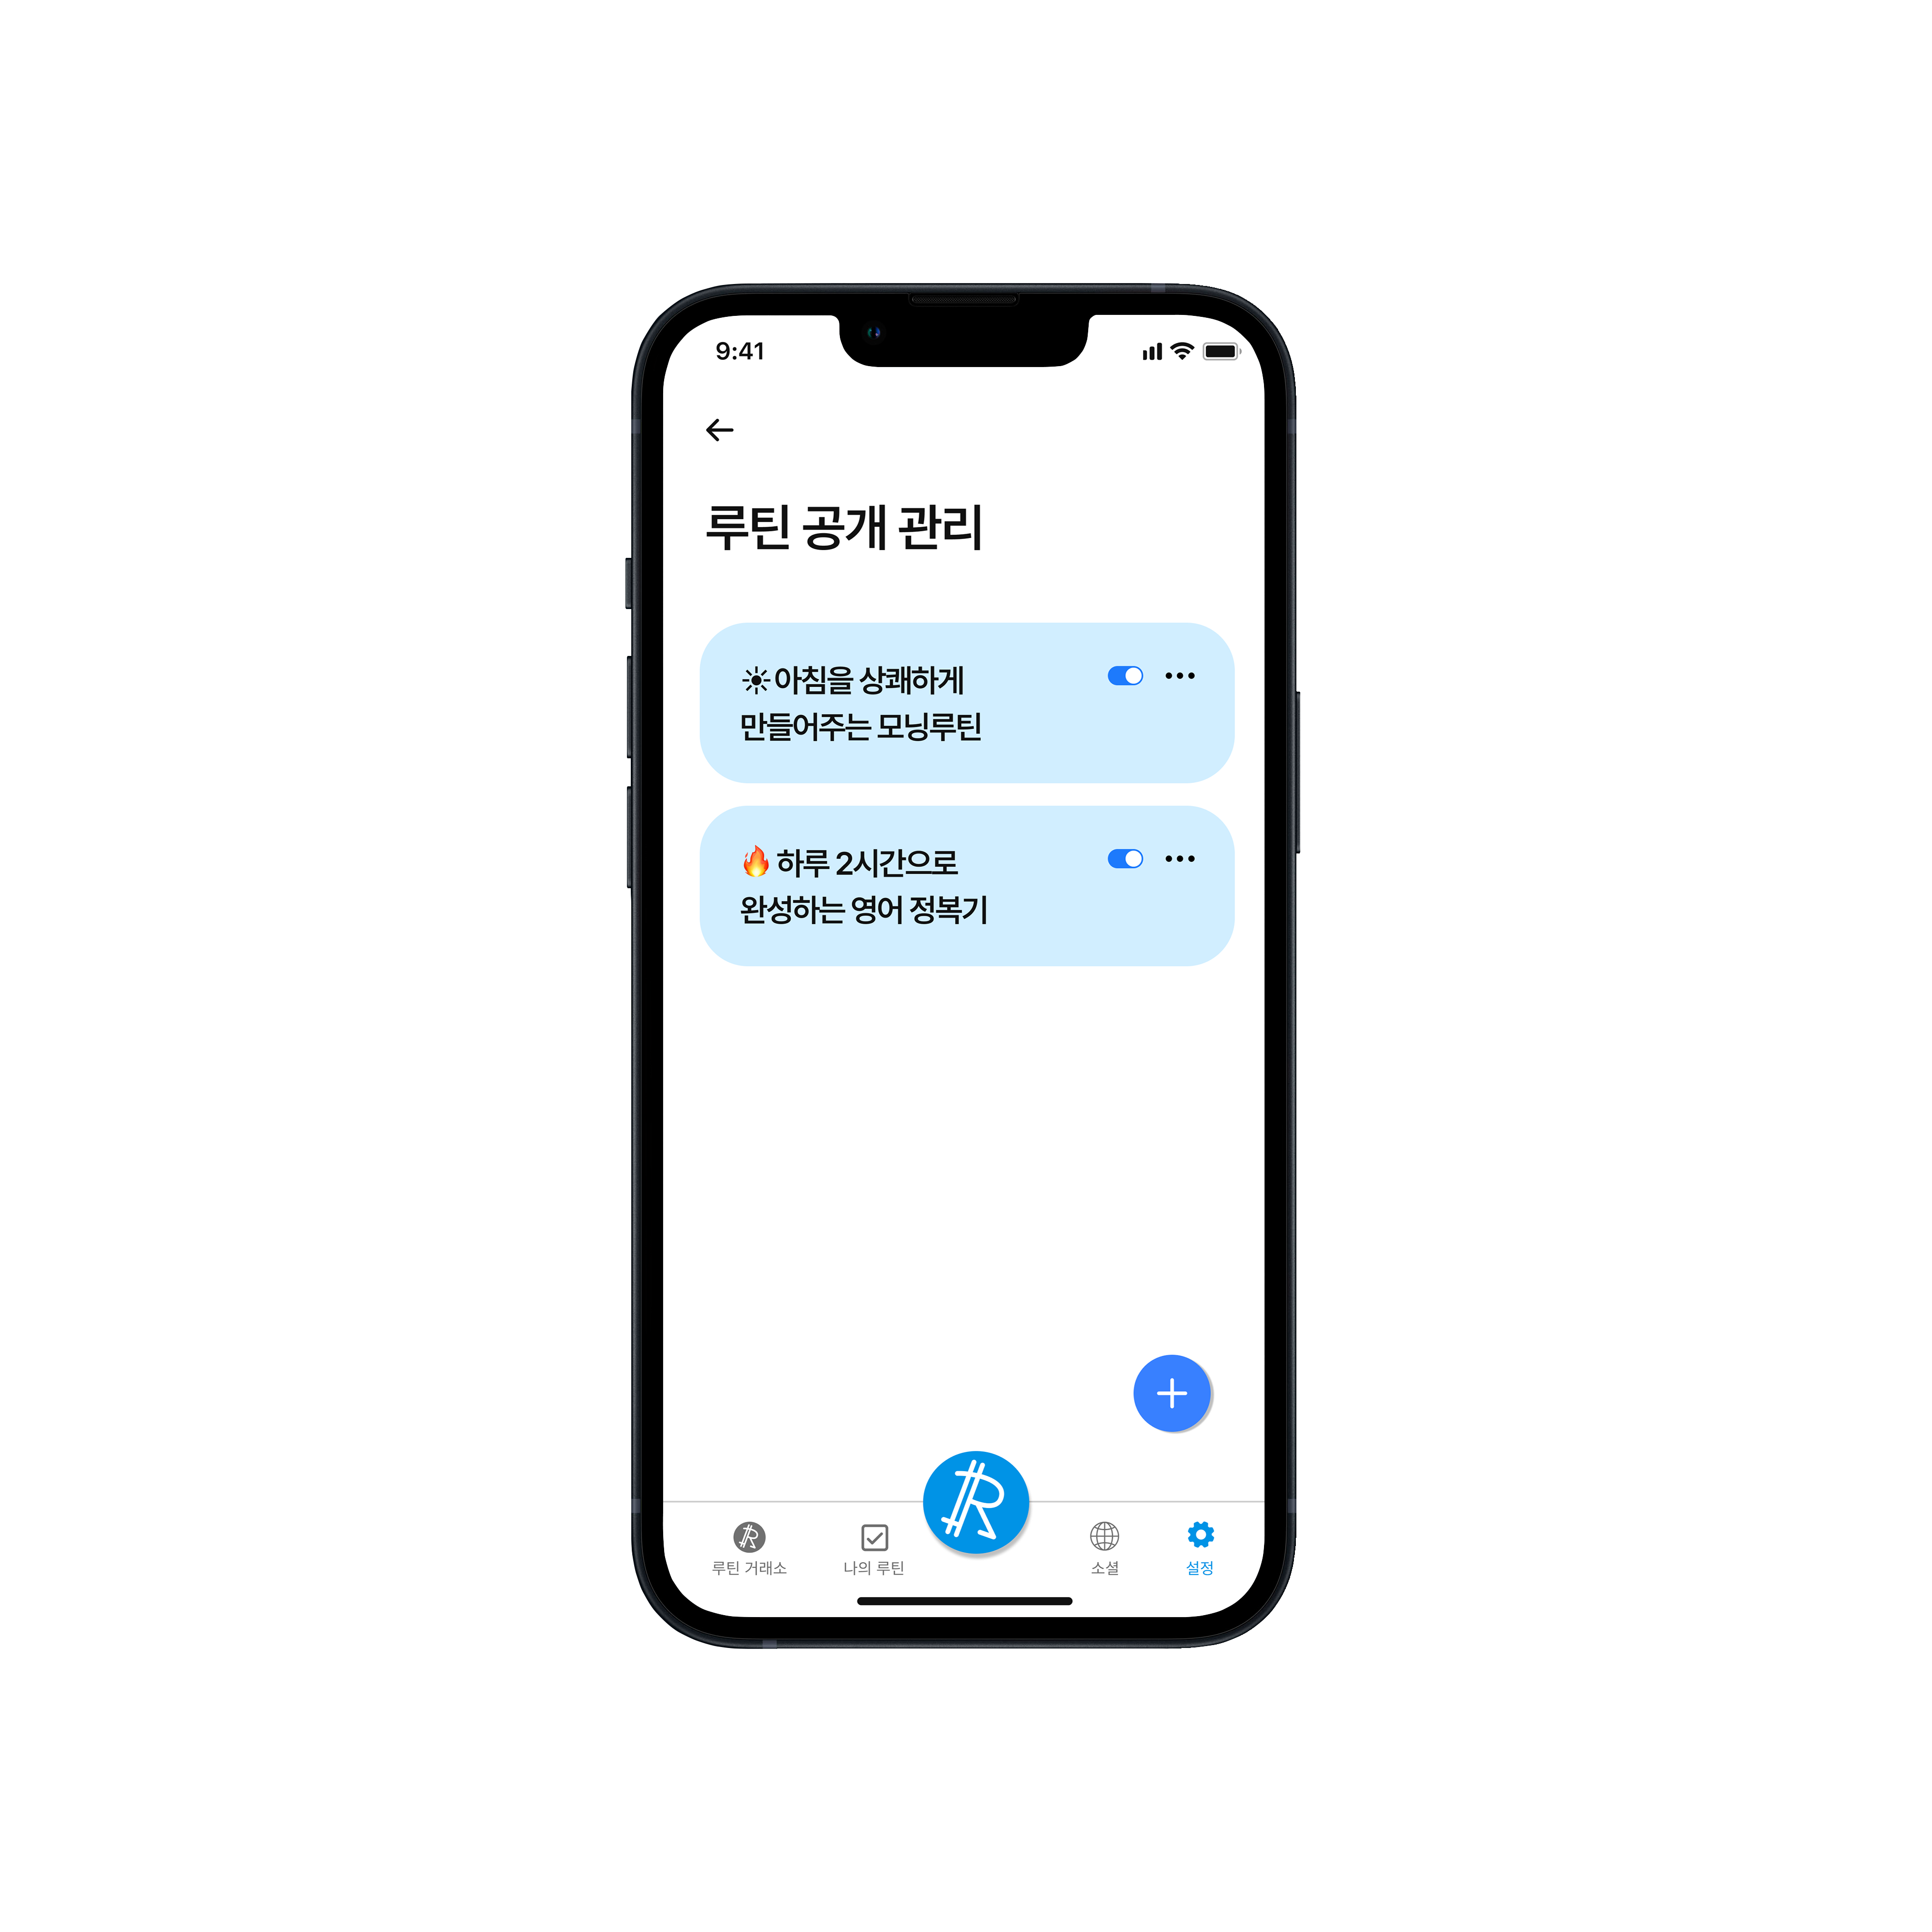 9:41
루틴 공개 관리
☀아침을 상쾌하게
만들어주는 모닝루틴
🔥 하루 2시간으로
완성하는 영어 정복기
루틴 거래소
나의 루틴
소셜
설정